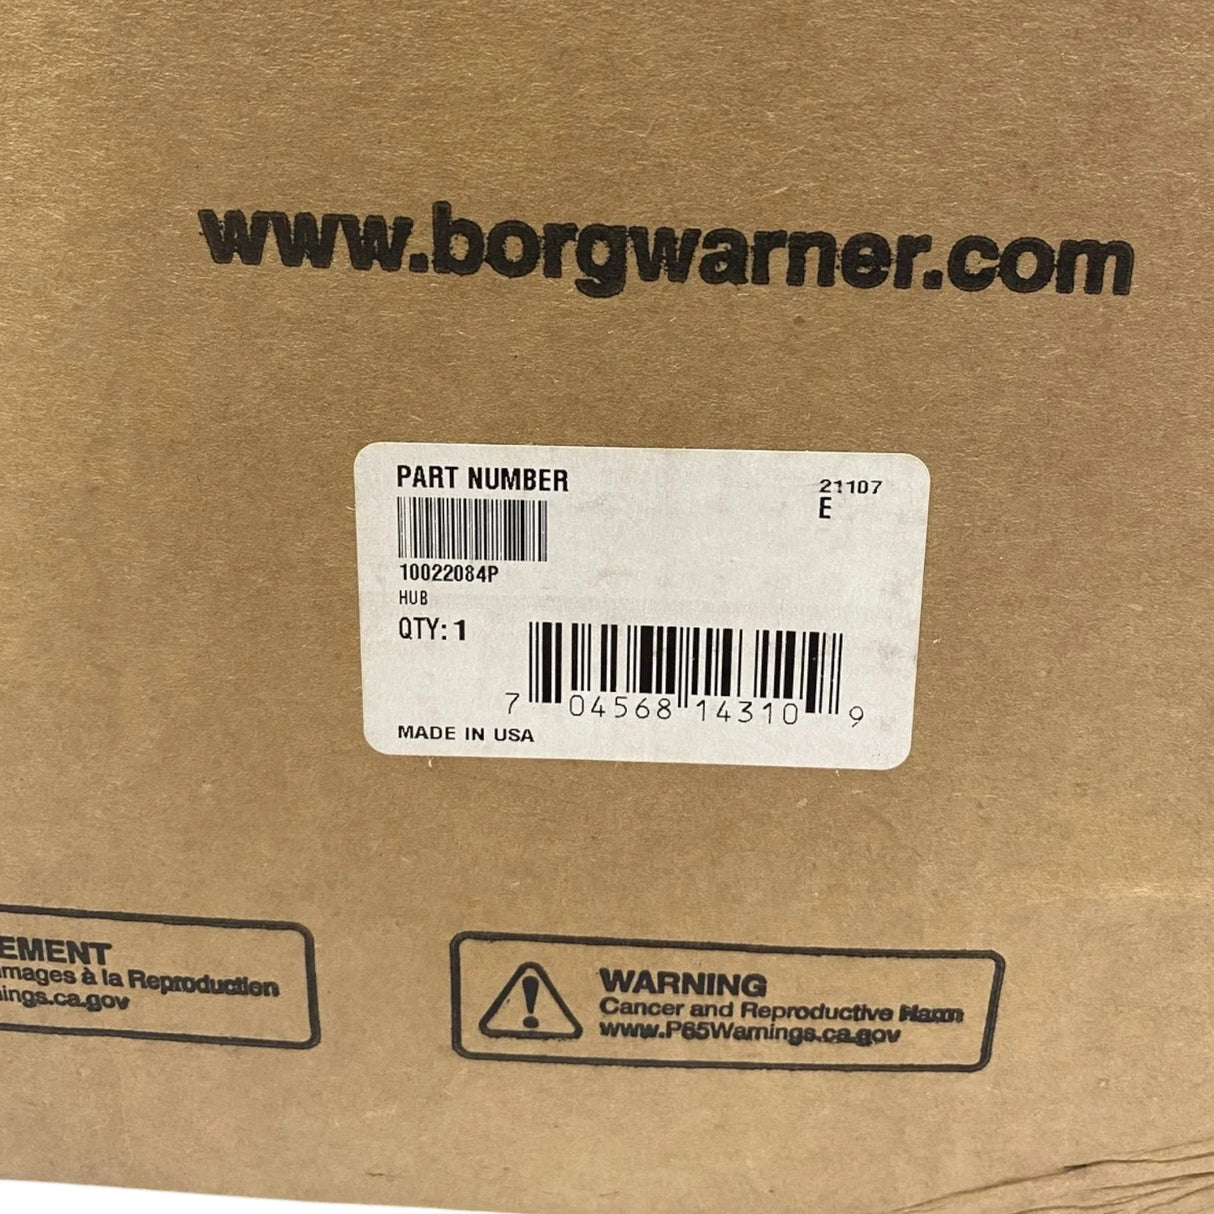 www.borgwarner.com
PART NUMBER
21107
E
10022084P
HUB
QTY: 1
7 04568 14310 9
MADE IN USA
EMENT
mages à la Reproduction
ings.ca.gov
WARNING
Cancer and Reproductive Harm
www.P65Warnings.ca.gov